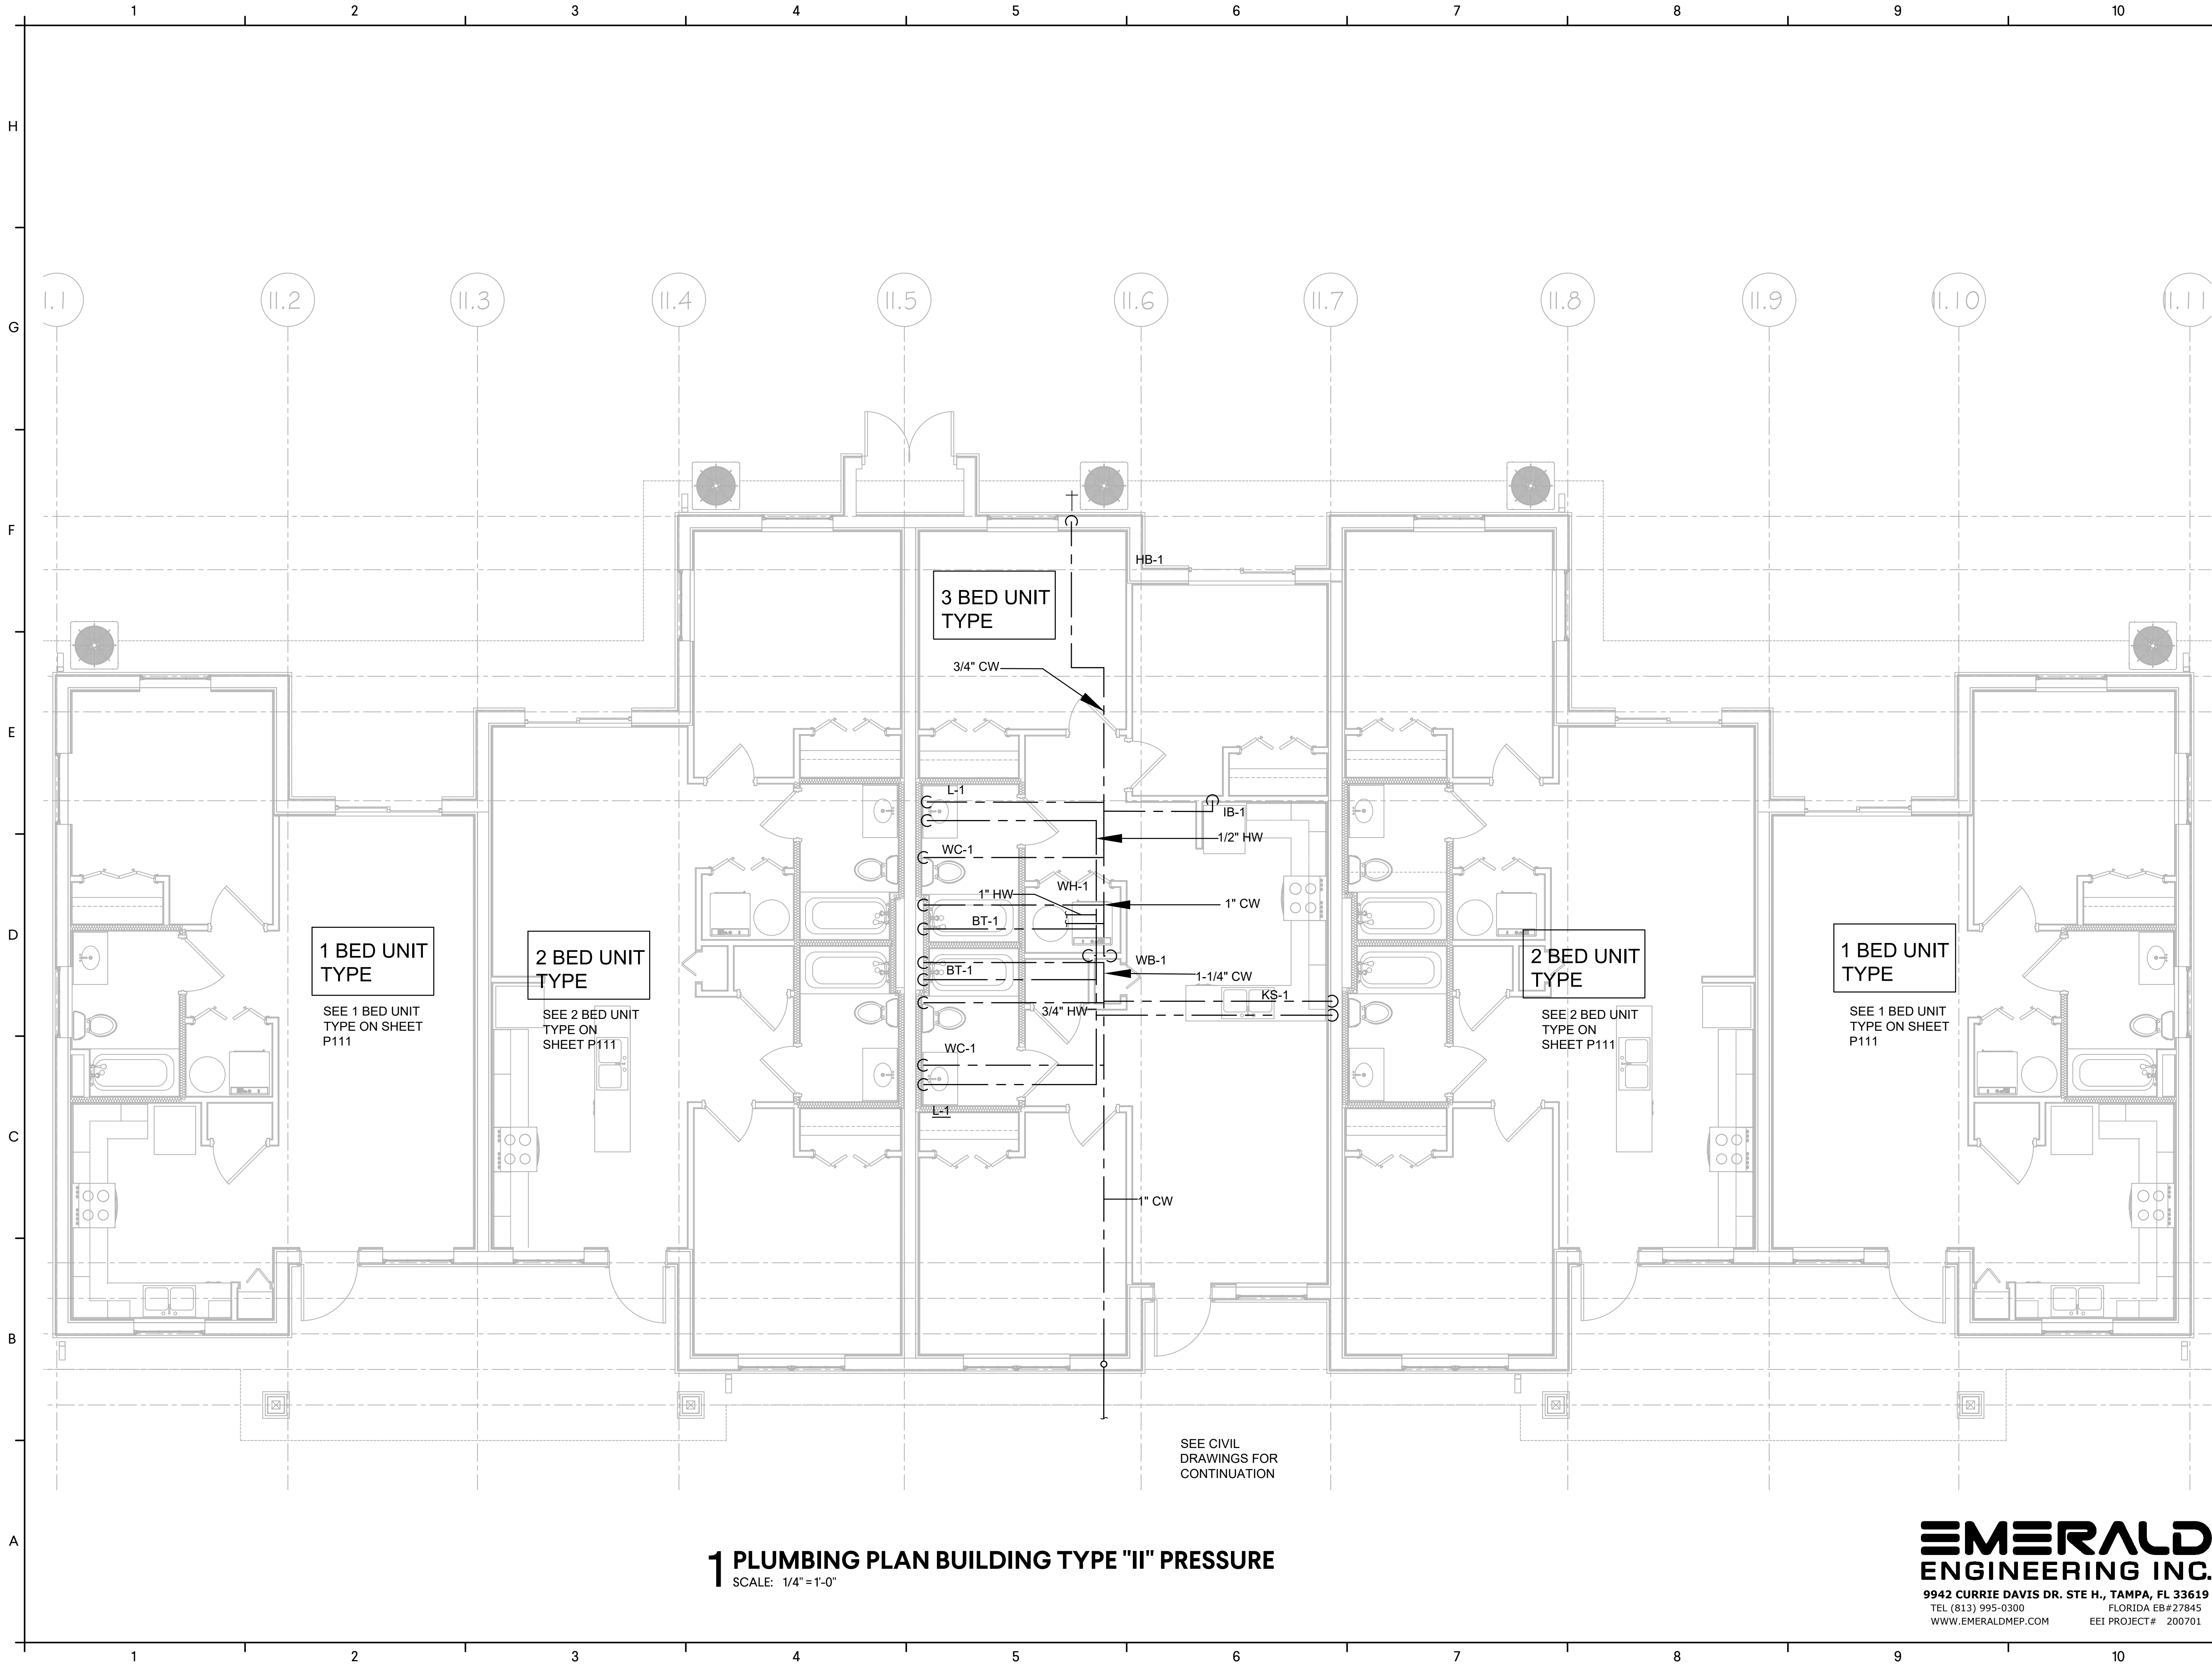 1 2 3 4 5 6 7 8 9 10
H
G
F
E
D
C
B
A
1.1 11.2 11.3 11.4 11.5 11.6 11.7 11.8 11.9 11.10 11.11
HB-1
3 BED UNIT
TYPE
3/4" CW
L-1
IB-1
1/2" HW
WC-1
WH-1
1" HW
1" CW
BT-1
WB-1
BT-1
1-1/4" CW
KS-1
3/4" HW
WC-1
L-1
1" CW
1 BED UNIT
TYPE
SEE 1 BED UNIT
TYPE ON SHEET
P111
2 BED UNIT
TYPE
SEE 2 BED UNIT
TYPE ON
SHEET P111
2 BED UNIT
TYPE
SEE 2 BED UNIT
TYPE ON
SHEET P111
1 BED UNIT
TYPE
SEE 1 BED UNIT
TYPE ON SHEET
P111
SEE CIVIL
DRAWINGS FOR
CONTINUATION
1 PLUMBING PLAN BUILDING TYPE "II" PRESSURE
SCALE: 1/4" = 1'-0"
EMERALD
ENGINEERING INC.
9942 CURRIE DAVIS DR. STE H., TAMPA, FL 33619
TEL (813) 995-0300 FLORIDA EB#27845
WWW.EMERALDMEP.COM EEI PROJECT# 200701
1 2 3 4 5 6 7 8 9 10